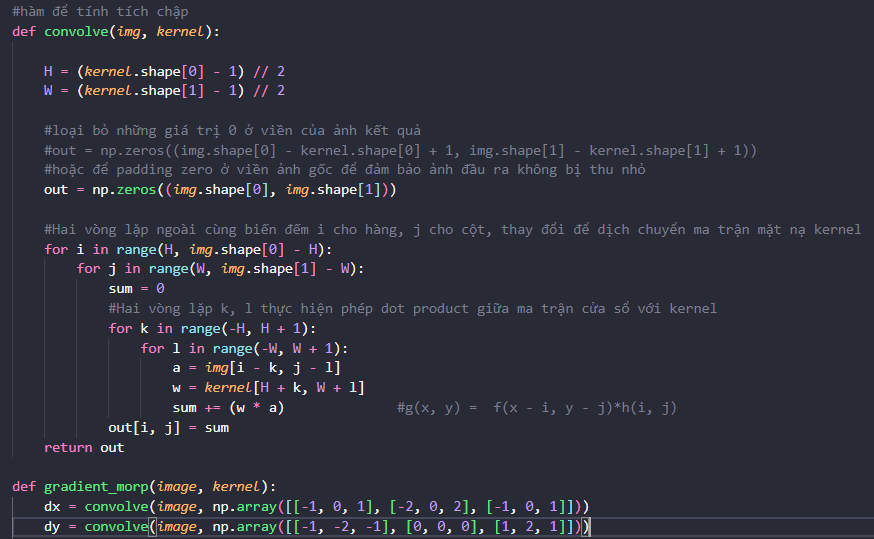 #hàm để tính tích chập
def convolve(img, kernel):
H = (kernel.shape[0] - 1) // 2
W = (kernel.shape[1] - 1) // 2
#loại bỏ những giá trị 0 ở viền của ảnh kết quả
#out = np.zeros((img.shape[0] - kernel.shape[0] + 1, img.shape[1] - kernel.shape[1] + 1))
#hoặc để padding zero ở viền ảnh gốc để đảm bảo ảnh đầu ra không bị thu nhỏ
out = np.zeros((img.shape[0], img.shape[1]))
#Hai vòng lặp ngoài cùng biến đếm i cho hàng, j cho cột, thay đổi để dịch chuyển ma trận mặt nạ kernel
for i in range(H, img.shape[0] - H):
for j in range(W, img.shape[1] - W):
sum = 0
#Hai vòng lặp k, l thực hiện phép dot product giữa ma trận cửa sổ với kernel
for k in range(-H, H + 1):
for l in range(-W, W + 1):
a = img[i - k, j - l]
w = kernel[H + k, W + l]
sum += (w * a) #g(x, y) = f(x - i, y - j)*h(i, j)
out[i, j] = sum
return out
def gradient_morp(image, kernel):
dx = convolve(image, np.array([[-1, 0, 1], [-2, 0, 2], [-1, 0, 1]]))
dy = convolve(image, np.array([[-1, -2, -1], [0, 0, 0], [1, 2, 1]]))